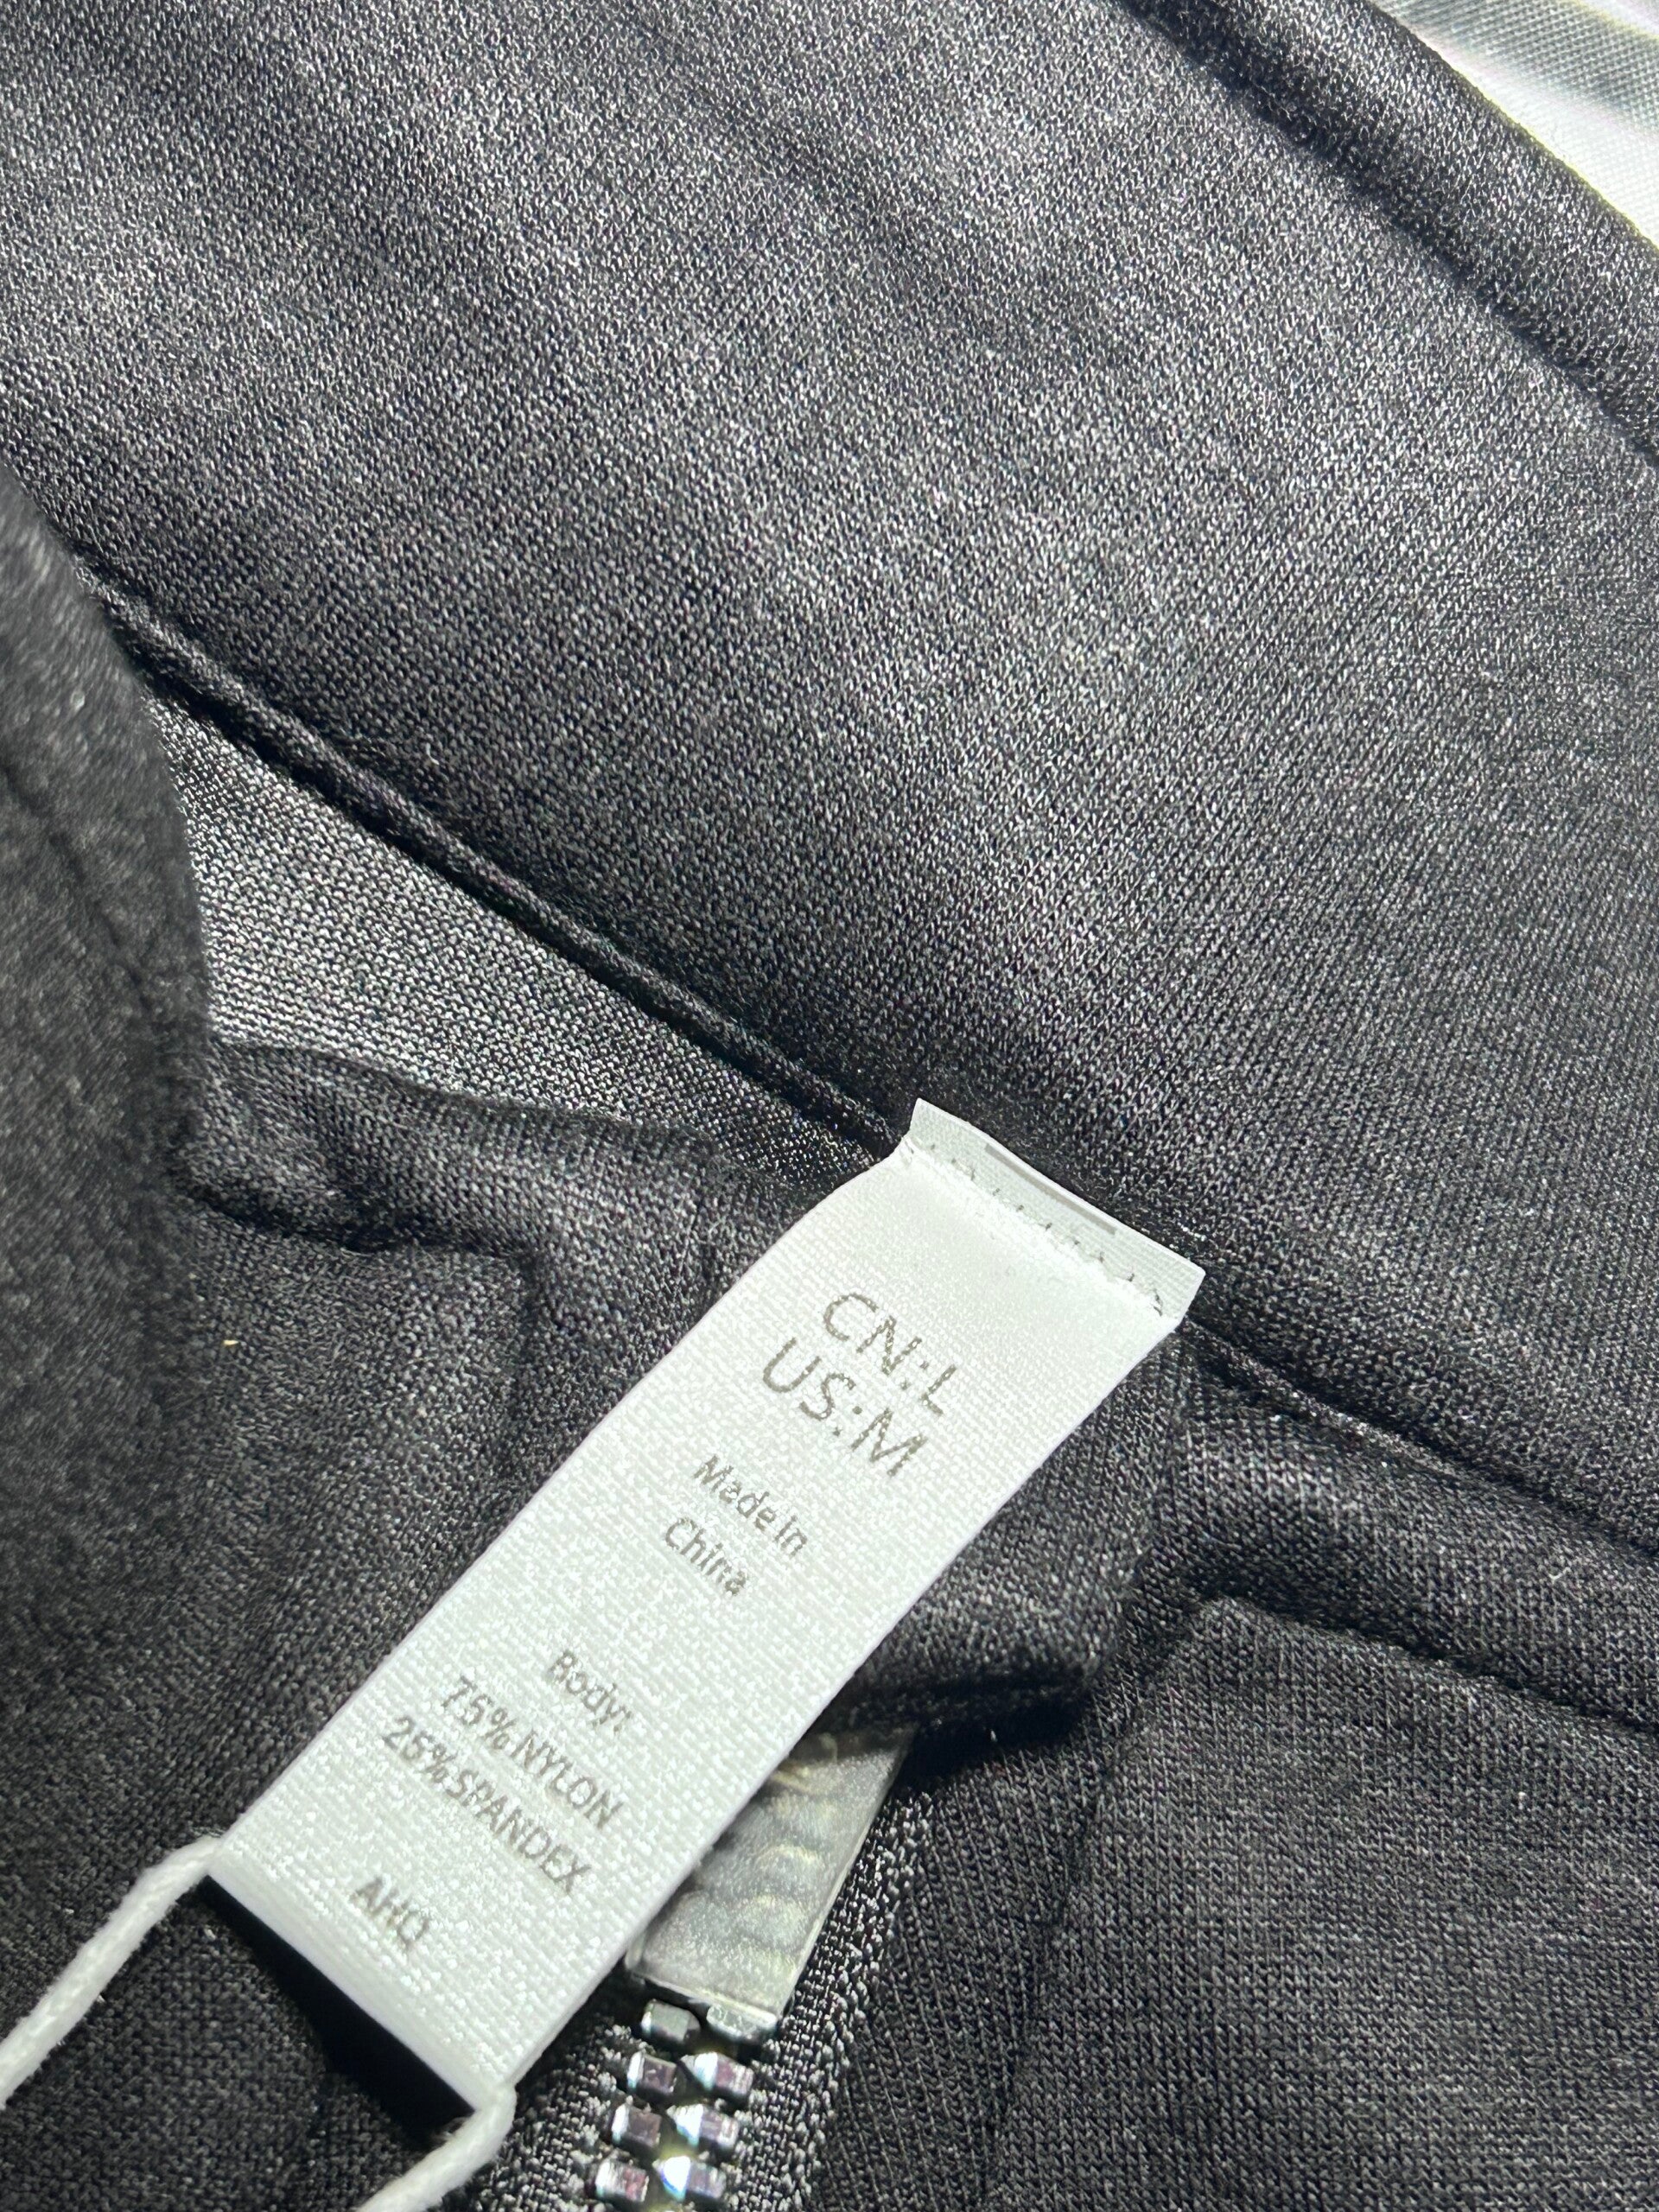 CN:L
US:M
Made in
China
Body:
75%NYLON
25%SPANDEX
AHQ